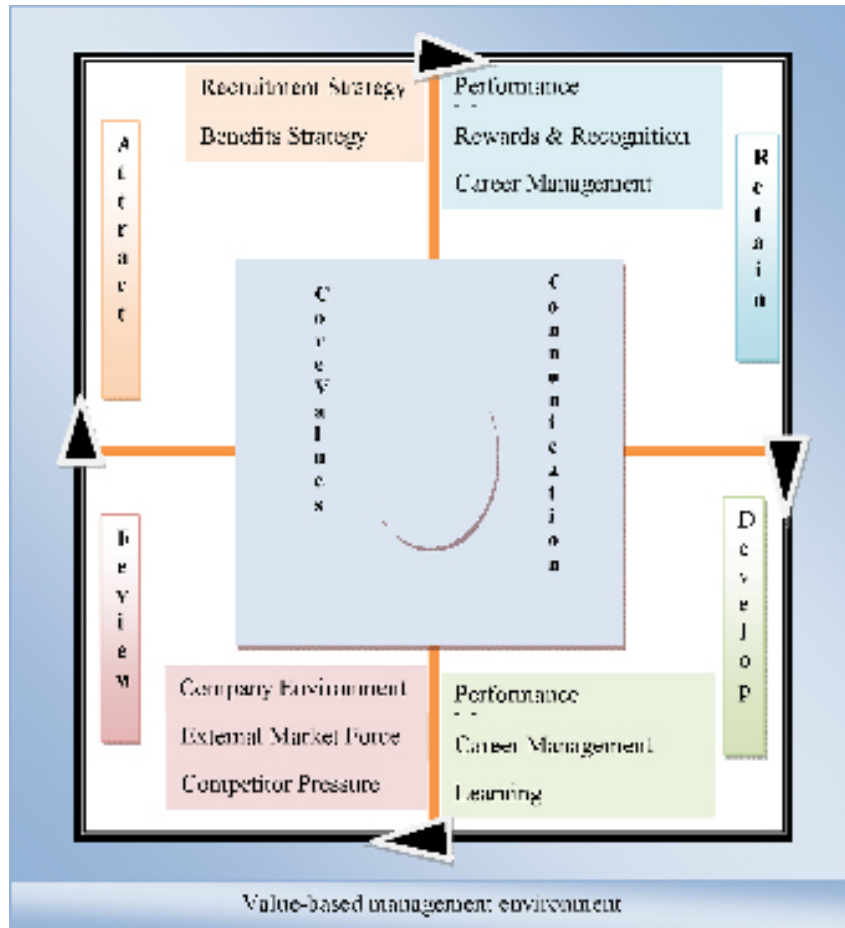 Recruitment Strategy
Benefits Strategy
Performance
Rewards & Recognition
Career Management
Attract
Retain
Core Values
Communication
Review
Develop
Company Environment
External Market Force
Competitor Pressure
Performance
Career Management
Learning
Value-based management environment